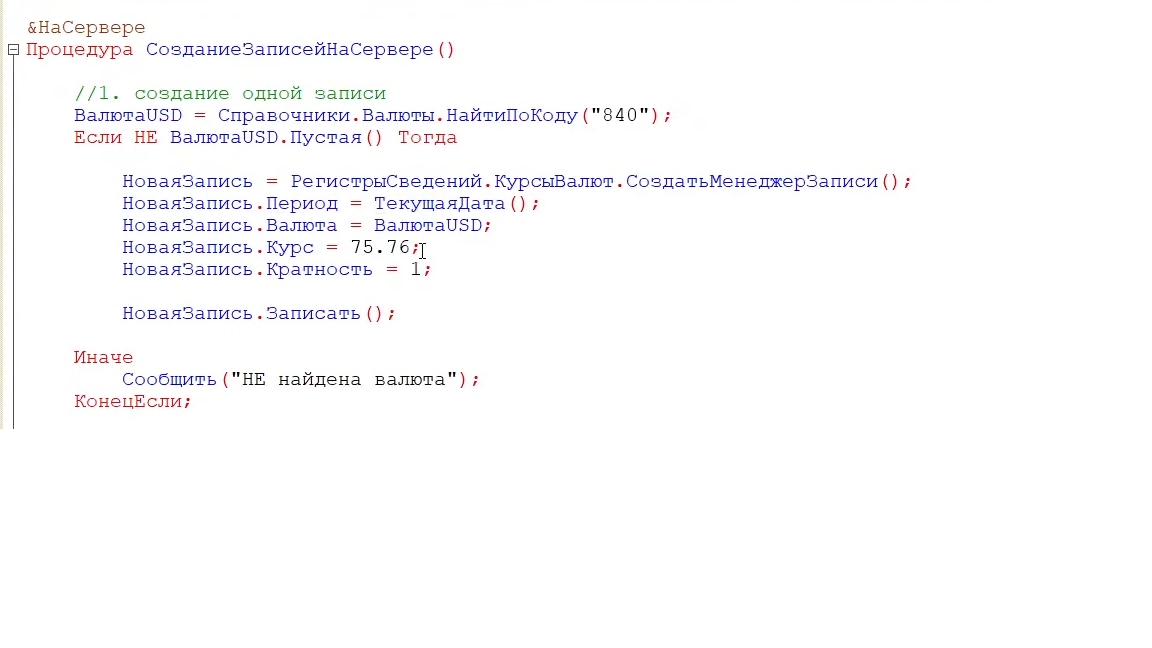 &НаСервере
Процедура СозданиеЗаписейНаСервере()
//1. создание одной записи
ВалютаUSD = Справочники.Валюты.НайтиПоКоду("840");
Если НЕ ВалютаUSD.Пустая() Тогда
НоваяЗапись = РегистрыСведений.КурсыВалют.СоздатьМенеджерЗаписи();
НоваяЗапись.Период = ТекущаяДата();
НоваяЗапись.Валюта = ВалютаUSD;
НоваяЗапись.Курс = 75.76;
НоваяЗапись.Кратность = 1;
НоваяЗапись.Записать();
Иначе
Сообщить("НЕ найдена валюта");
КонецЕсли;